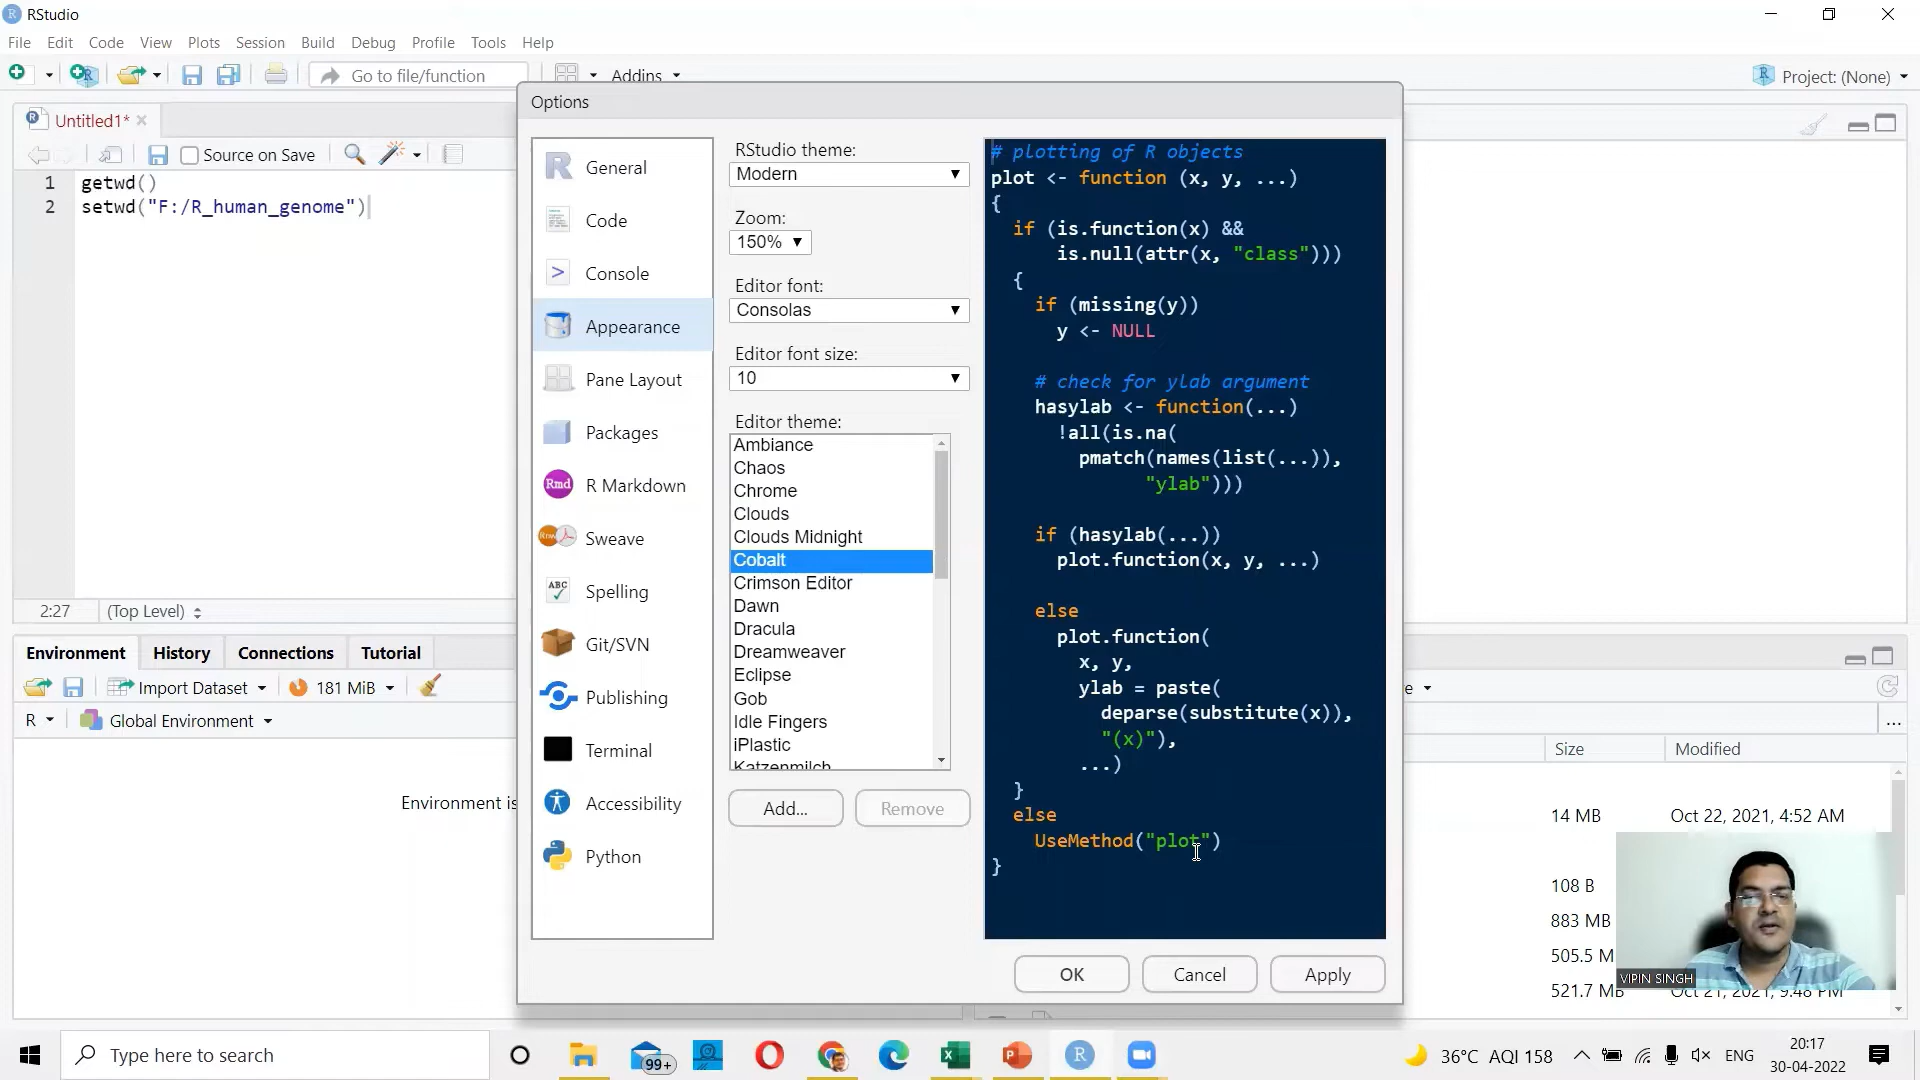 RStudio
File Edit Code View Plots Session Build Debug Profile Tools Help
Go to file/function
Addins
Project: (None)
Untitled1*
Source on Save
1 getwd()
2 setwd("F:/R_human_genome")
2:27 (Top Level)
Environment History Connections Tutorial
Import Dataset 181 MiB
R Global Environment
Environment is
Options
General
Code
Console
Appearance
Pane Layout
Packages
Rmd R Markdown
Sweave
ABC Spelling
Git/SVN
Publishing
Terminal
Accessibility
Python
RStudio theme:
Modern
Zoom:
150%
Editor font:
Consolas
Editor font size:
10
Editor theme:
Ambiance
Chaos
Chrome
Clouds
Clouds Midnight
Cobalt
Crimson Editor
Dawn
Dracula
Dreamweaver
Eclipse
Gob
Idle Fingers
iPlastic
Katzenmilch
Add... Remove
# plotting of R objects
plot <- function (x, y, ...)
{
if (is.function(x) &&
is.null(attr(x, "class")))
{
if (missing(y))
y <- NULL
# check for ylab argument
hasylab <- function(...)
!all(is.na(
pmatch(names(list(...)),
"ylab")))
if (hasylab(...))
plot.function(x, y, ...)
else
plot.function(
x, y,
ylab = paste(
deparse(substitute(x)),
"(x)"),
...)
}
else
UseMethod("plot")
}
OK Cancel Apply
e
...
Size Modified
14 MB Oct 22, 2021, 4:52 AM
108 B
883 MB
505.5 M
521.7 MB Oct 21, 2021, 9:48 PM
VIPIN SINGH
Type here to search
99+
36°C AQI 158
ENG
20:17
30-04-2022